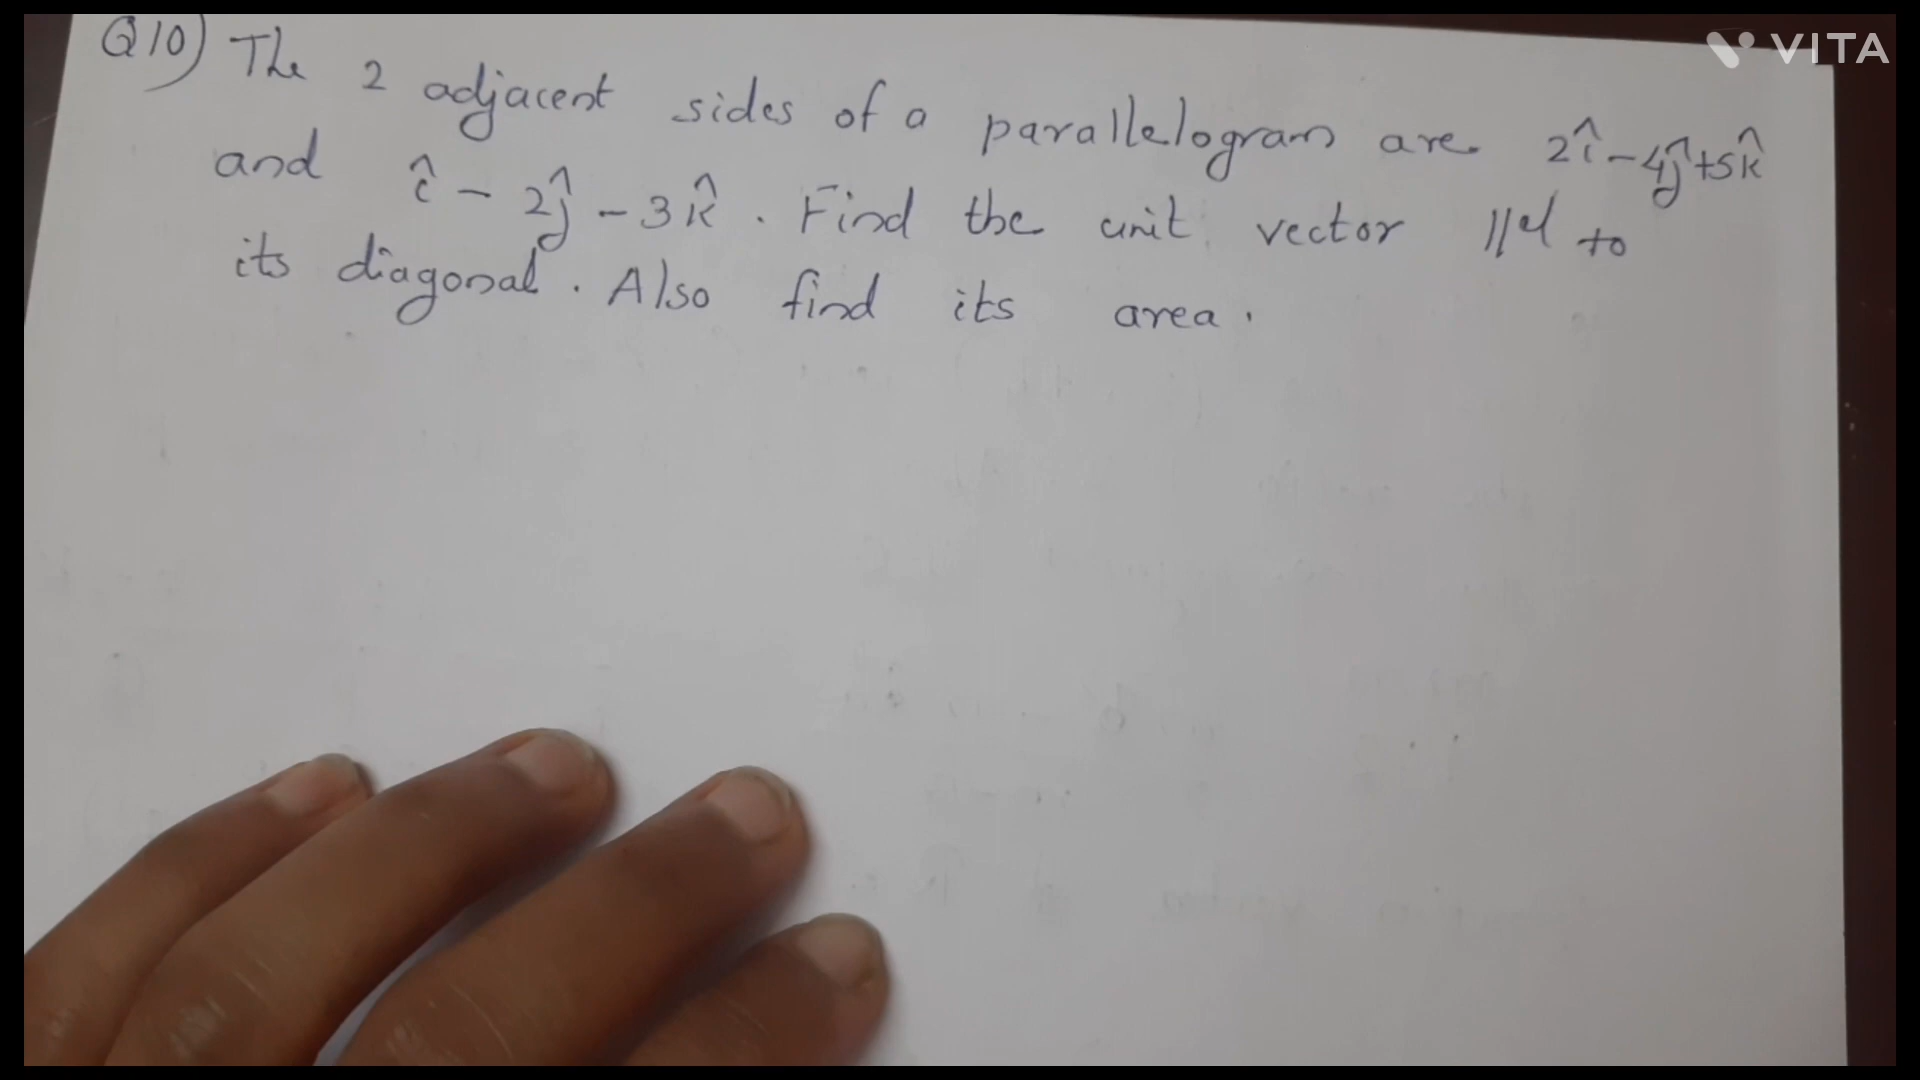 VITA
Q10) The 2 adjacent sides of a parallelogram are 2î-4ĵ+5k̂
and î - 2ĵ - 3k̂. Find the unit vector ||el to
its diagonal. Also find its area.